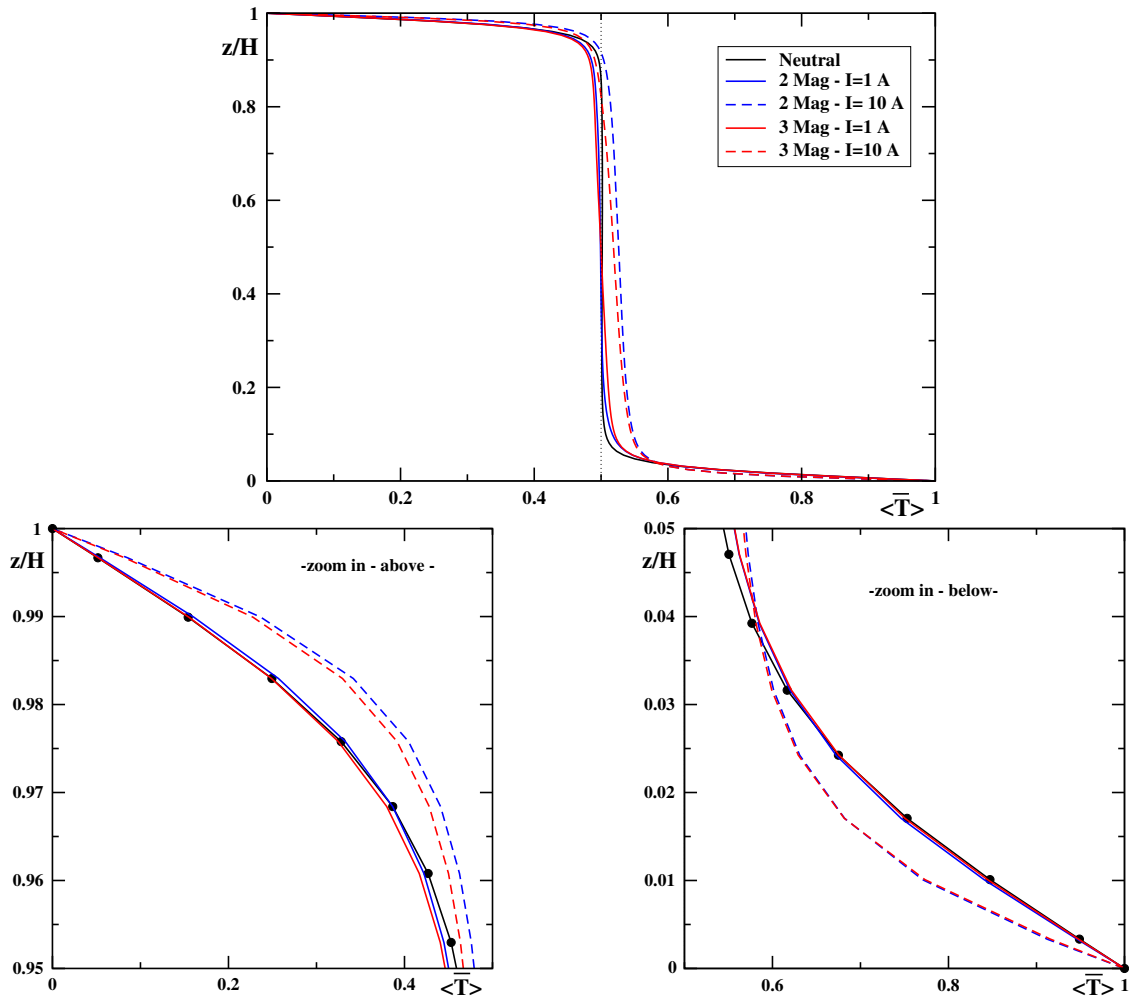 1
z/H
0.8
0.6
0.4
0.2
0
Neutral
2 Mag - I=1 A
2 Mag - I= 10 A
3 Mag - I=1 A
3 Mag - I=10 A
0 0.2 0.4 0.6 0.8 1
<T>
1
z/H
0.99
0.98
0.97
0.96
0.95
-zoom in - above -
0 0.2 0.4
<T>
0.05
z/H
0.04
0.03
0.02
0.01
0
-zoom in - below-
0.6 0.8 1
<T>